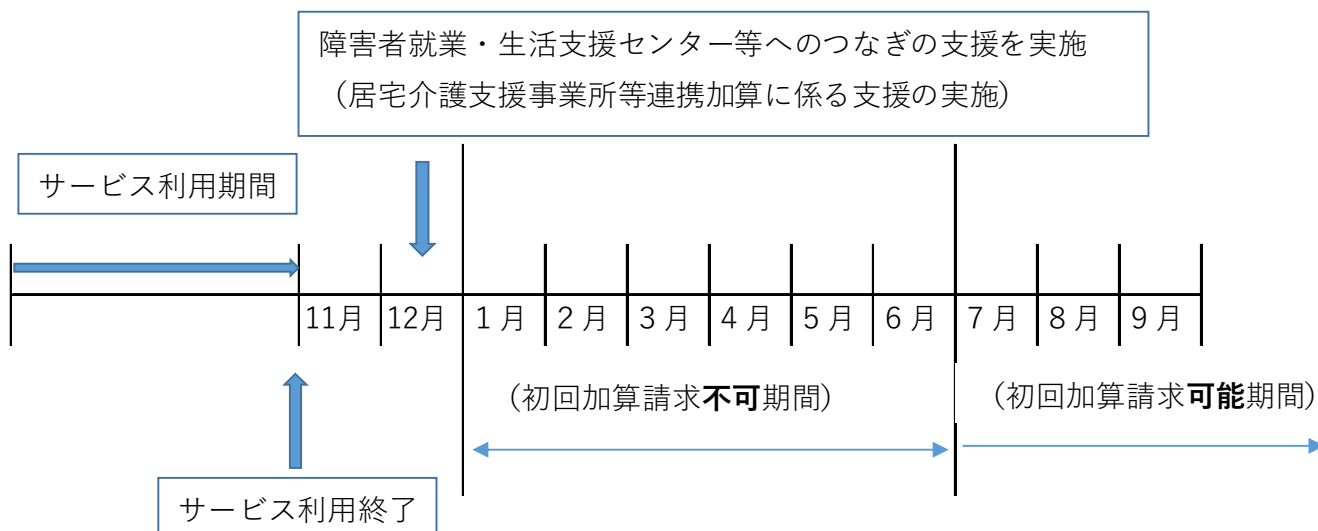 障害者就業・生活支援センター等へのつなぎの支援を実施
（居宅介護支援事業所等連携加算に係る支援の実施）
サービス利用期間
11月 12月 1月 2月 3月 4月 5月 6月 7月 8月 9月
（初回加算請求不可期間） （初回加算請求可能期間）
サービス利用終了